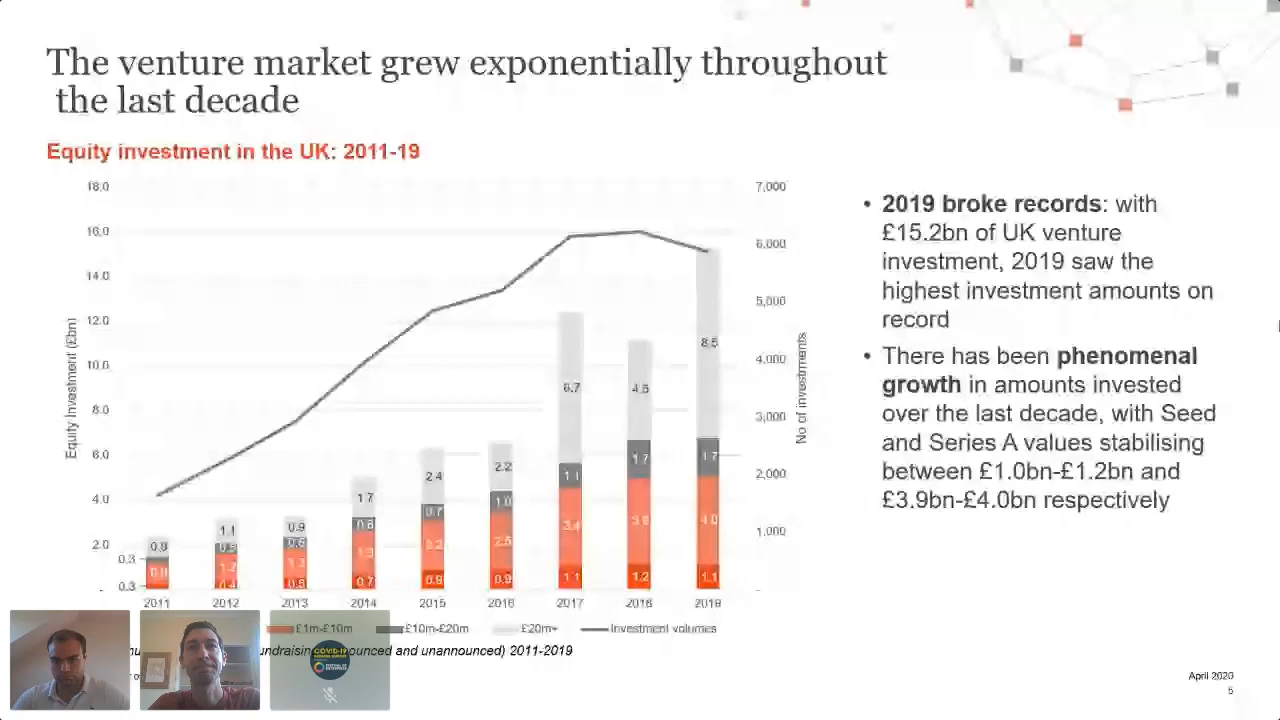 The venture market grew exponentially throughout
the last decade
Equity investment in the UK: 2011-19
18.0
16.0
14.0
12.0
10.0
8.0
6.0
4.0
2.0
-
Equity Investment (£bn)
7,000
6,000
5,000
4,000
3,000
2,000
1,000
-
No of investments
0.3
0.3
0.9
1.1
0.9
1.7
0.8
0.7
2.4
0.7
0.9
2.2
1.0
2.5
0.9
6.7
1.1
3.4
1.1
4.5
1.7
1.2
8.5
1.7
4.0
1.1
2011 2012 2013 2014 2015 2016 2017 2018 2019
£1m-£10m £10m-£20m £20m+ Investment volumes
undraising ounced and unannounced) 2011-2019
• 2019 broke records: with
£15.2bn of UK venture
investment, 2019 saw the
highest investment amounts on
record
• There has been phenomenal
growth in amounts invested
over the last decade, with Seed
and Series A values stabilising
between £1.0bn-£1.2bn and
£3.9bn-£4.0bn respectively
COVID-19
April 2020
5